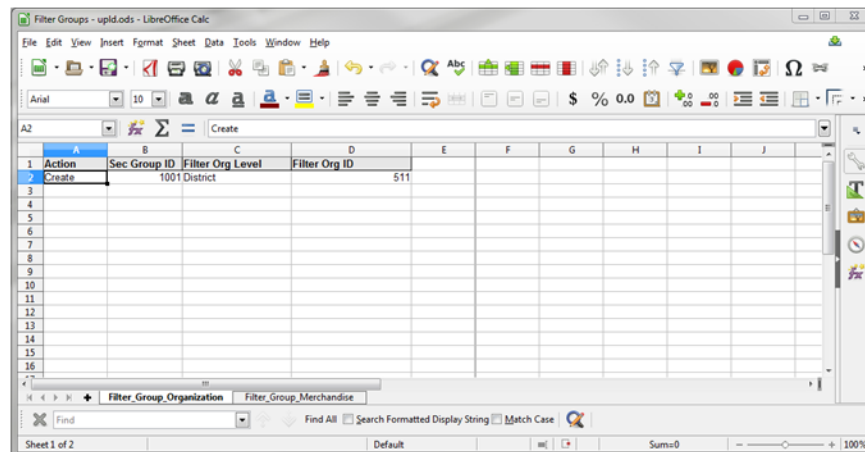 Filter Groups - upld.ods - LibreOffice Calc
File Edit View Insert Format Sheet Data Tools Window Help
Arial 10 a a a $ % 0.0
A2 Σ = Create
A B C D E F G H I J
1 Action Sec Group ID Filter Org Level Filter Org ID
2 Create 1001 District 511
3
4
5
6
7
8
9
10
11
12
13
14
15
16
Filter_Group_Organization Filter_Group_Merchandise
Find Find All Search Formatted Display String Match Case
Sheet 1 of 2 Default Sum=0 100%